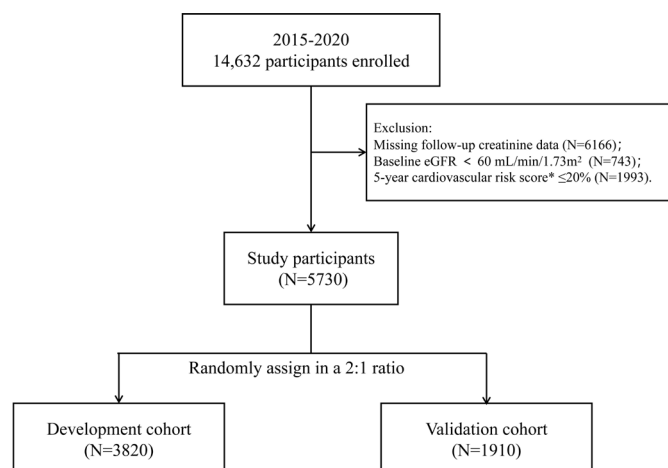 2015-2020
14,632 participants enrolled
Exclusion:
Missing follow-up creatinine data (N=6166);
Baseline eGFR < 60 mL/min/1.73m² (N=743);
5-year cardiovascular risk score* ≤20% (N=1993).
Study participants
(N=5730)
Randomly assign in a 2:1 ratio
Development cohort
(N=3820)
Validation cohort
(N=1910)